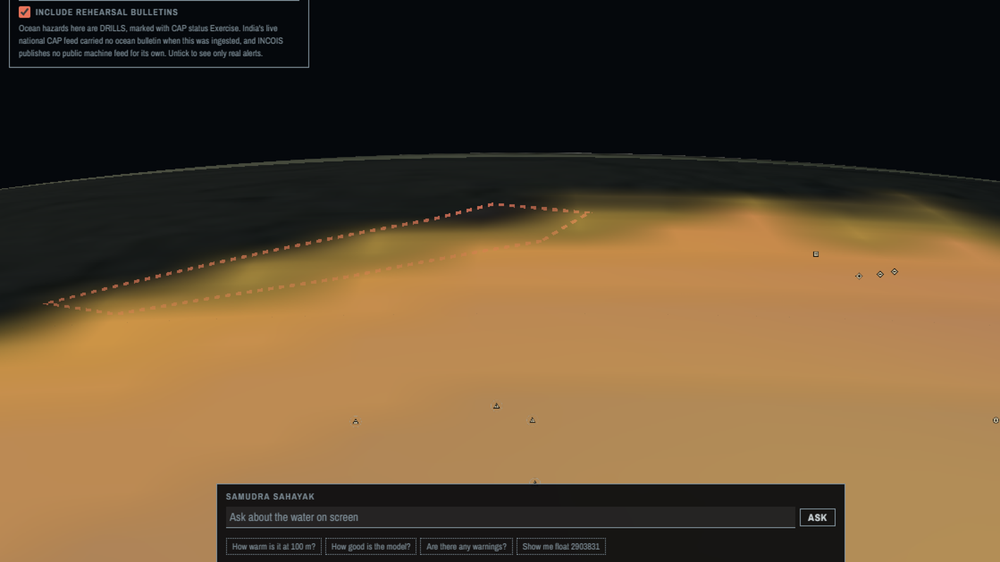 INCLUDE REHEARSAL BULLETINS
Ocean hazards here are DRILLS, marked with CAP status Exercise. India's live
national CAP feed carried no ocean bulletin when this was ingested, and INCOIS
publishes no public machine feed for its own. Untick to see only real alerts.
SAMUDRA SAHAYAK
Ask about the water on screen
ASK
How warm is it at 100 m?
How good is the model?
Are there any warnings?
Show me float 2903831